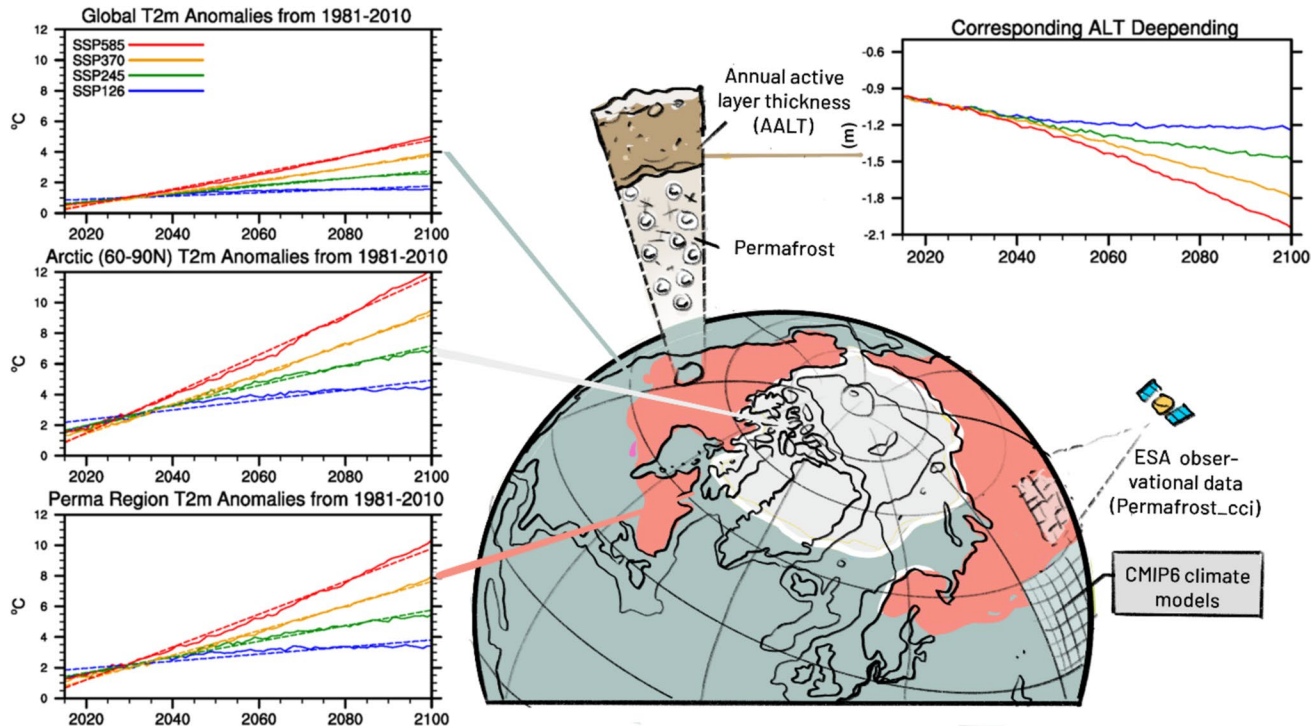 Global T2m Anomalies from 1981-2010
12
10
8
6
4
2
0
°C
SSP585
SSP370
SSP245
SSP126
2020 2040 2060 2080 2100
Arctic (60-90N) T2m Anomalies from 1981-2010
12
10
8
6
4
2
0
°C
2020 2040 2060 2080 2100
Perma Region T2m Anomalies from 1981-2010
12
10
8
6
4
2
0
°C
2020 2040 2060 2080 2100
Annual active
layer thickness
(AALT)
Permafrost
Corresponding ALT Deepending
-0.6
-0.9
-1.2
-1.5
-1.8
-2.1
(m)
2020 2040 2060 2080 2100
ESA obser-
vational data
(Permafrost_cci)
CMIP6 climate
models